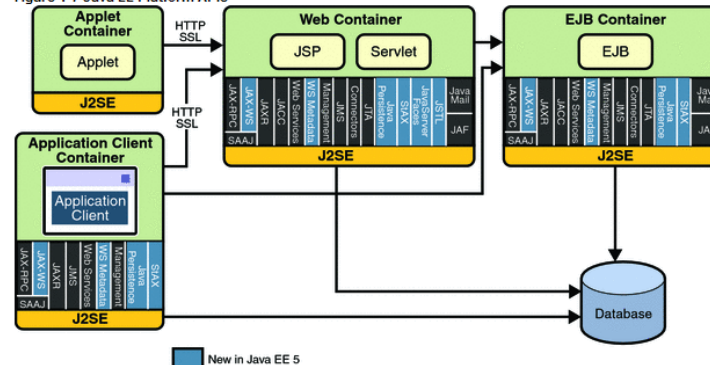 Applet
Container
Applet
J2SE
HTTP
SSL
Web Container
JSP
Servlet
JAX-RPC
JAX-WS
SAAJ
JAXR
JACC
Web Services
WS Metadata
Management
JMS
Connectors
JTA
Java
Persistence
StAX
JavaServer
Faces
JSTL
Java
Mail
JAF
J2SE
EJB Container
EJB
JAX-RPC
JAX-WS
SAAJ
JAXR
JACC
Web Services
WS Metadata
Management
JMS
Connectors
JTA
Java
Persistence
StAX
J2SE
HTTP
SSL
Application Client
Container
Application
Client
JAX-RPC
JAX-WS
SAAJ
JAXR
JMS
Web Services
WS Metadata
Management
Java
Persistence
StAX
J2SE
Database
New in Java EE 5